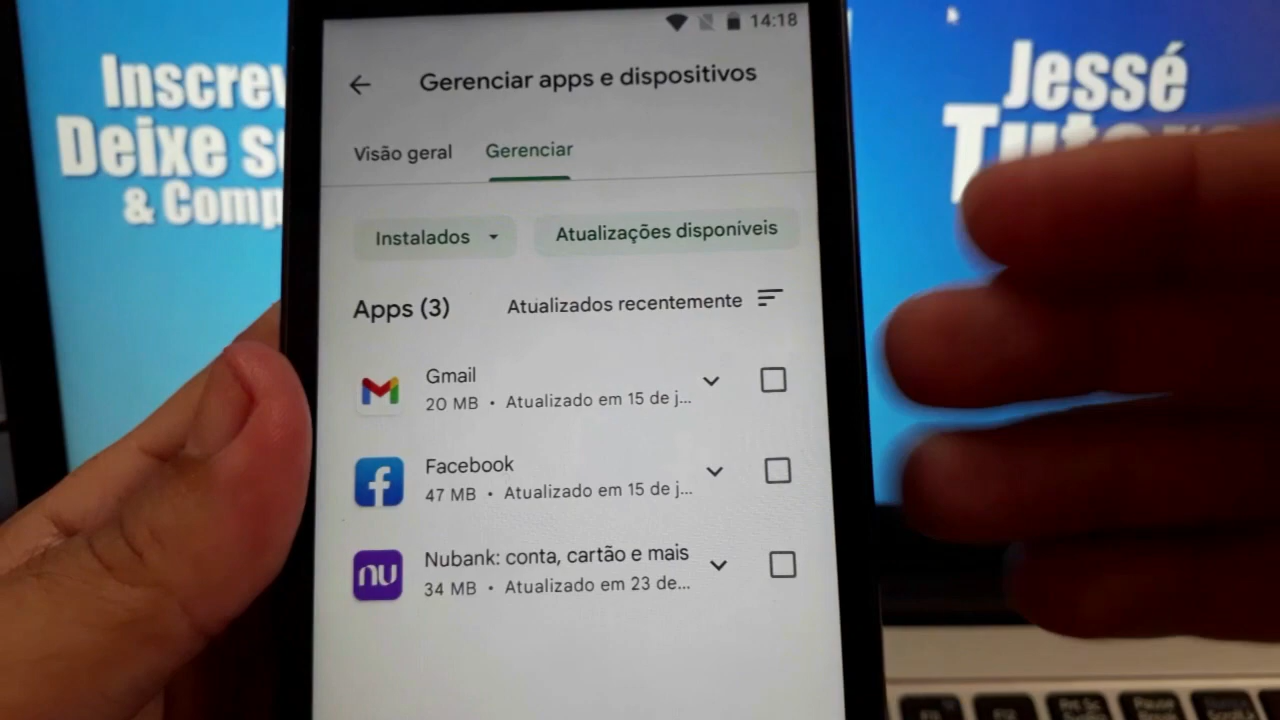 Inscrev
Deixe s
& Comp
Jessé
14:18
Gerenciar apps e dispositivos
Visão geral
Gerenciar
Instalados
Atualizações disponíveis
Apps (3)
Atualizados recentemente
Gmail
20 MB • Atualizado em 15 de j...
Facebook
47 MB • Atualizado em 15 de j...
nu
Nubank: conta, cartão e mais
34 MB • Atualizado em 23 de...